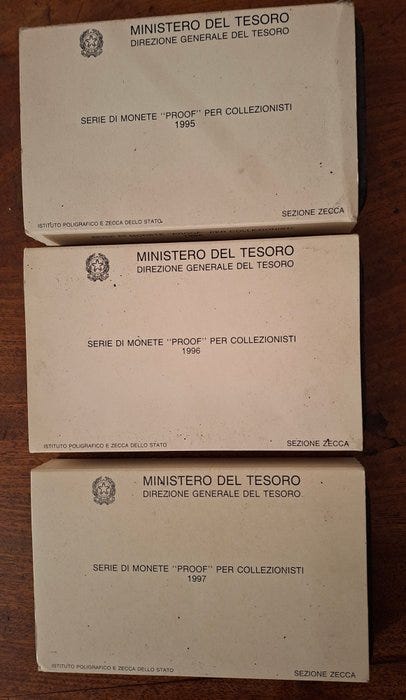 MINISTERO DEL TESORO
DIREZIONE GENERALE DEL TESORO
SERIE DI MONETE "PROOF" PER COLLEZIONISTI
1995
ISTITUTO POLIGRAFICO E ZECCA DELLO STATO
SEZIONE ZECCA
MINISTERO DEL TESORO
DIREZIONE GENERALE DEL TESORO
SERIE DI MONETE "PROOF" PER COLLEZIONISTI
1996
ISTITUTO POLIGRAFICO E ZECCA DELLO STATO
SEZIONE ZECCA
MINISTERO DEL TESORO
DIREZIONE GENERALE DEL TESORO
SERIE DI MONETE "PROOF" PER COLLEZIONISTI
1997
ISTITUTO POLIGRAFICO E ZECCA DELLO STATO
SEZIONE ZECCA